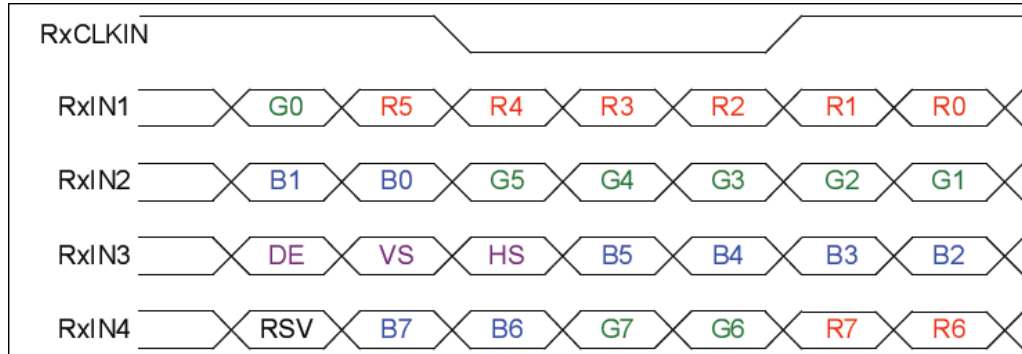 RxCLKIN
RxIN1 G0 R5 R4 R3 R2 R1 R0
RxIN2 B1 B0 G5 G4 G3 G2 G1
RxIN3 DE VS HS B5 B4 B3 B2
RxIN4 RSV B7 B6 G7 G6 R7 R6